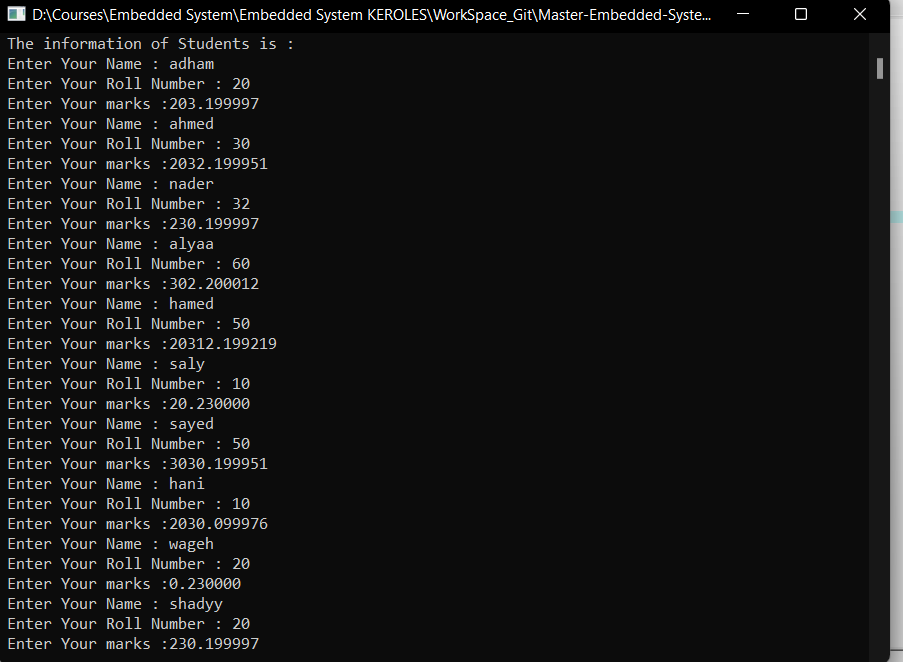 D:\Courses\Embedded System\Embedded System KEROLES\WorkSpace_Git\Master-Embedded-Syste...
The information of Students is :
Enter Your Name : adham
Enter Your Roll Number : 20
Enter Your marks :203.199997
Enter Your Name : ahmed
Enter Your Roll Number : 30
Enter Your marks :2032.199951
Enter Your Name : nader
Enter Your Roll Number : 32
Enter Your marks :230.199997
Enter Your Name : alyaa
Enter Your Roll Number : 60
Enter Your marks :302.200012
Enter Your Name : hamed
Enter Your Roll Number : 50
Enter Your marks :20312.199219
Enter Your Name : saly
Enter Your Roll Number : 10
Enter Your marks :20.230000
Enter Your Name : sayed
Enter Your Roll Number : 50
Enter Your marks :3030.199951
Enter Your Name : hani
Enter Your Roll Number : 10
Enter Your marks :2030.099976
Enter Your Name : wageh
Enter Your Roll Number : 20
Enter Your marks :0.230000
Enter Your Name : shadyy
Enter Your Roll Number : 20
Enter Your marks :230.199997